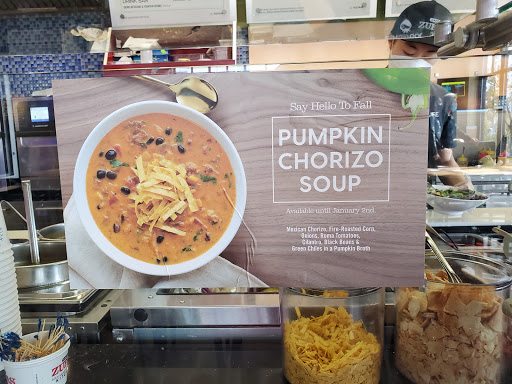 Say Hello To Fall
PUMPKIN
CHORIZO
SOUP
Available until January 2nd.
Mexican Chorizo, Fire-Roasted Corn,
Onions, Roma Tomatoes,
Cilantro, Black Beans &
Green Chiles in a Pumpkin Broth